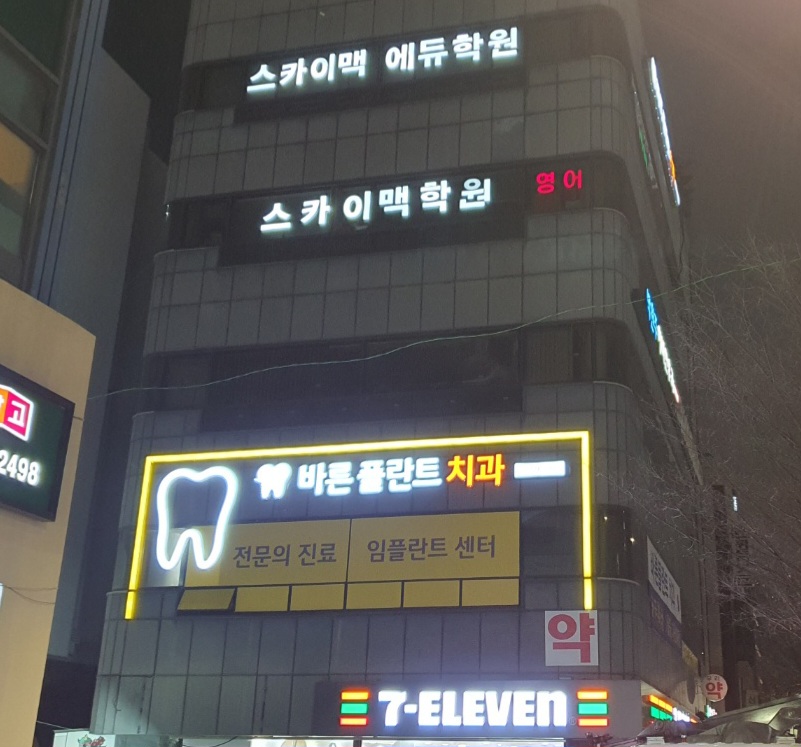 스카이맥 에듀학원
스카이맥학원 영어
고
2498
바른플란트치과
전문의 진료 임플란트 센터
약
7-ELEVEN
약